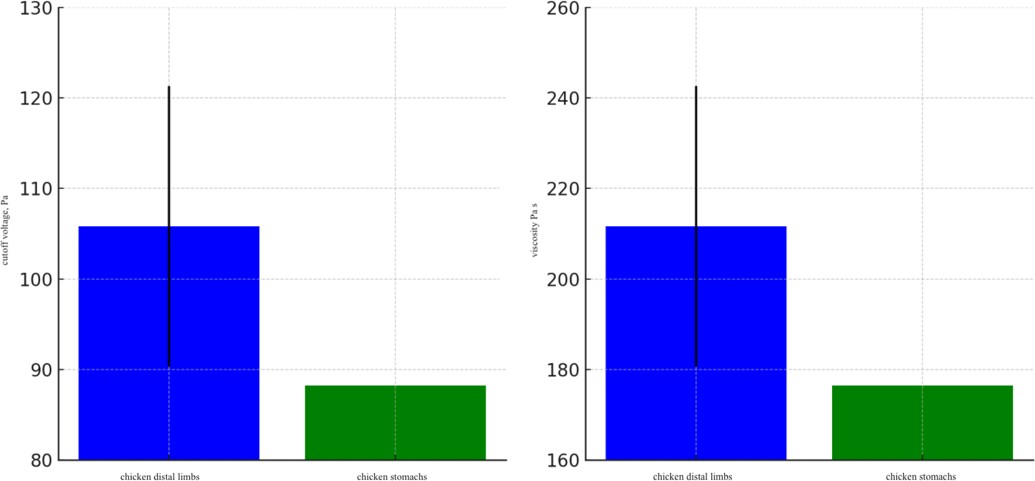 130
120
110
100
90
80
cutoff voltage, Pa
chicken distal limbs
chicken stomachs
260
240
220
200
180
160
viscosity Pa s
chicken distal limbs
chicken stomachs